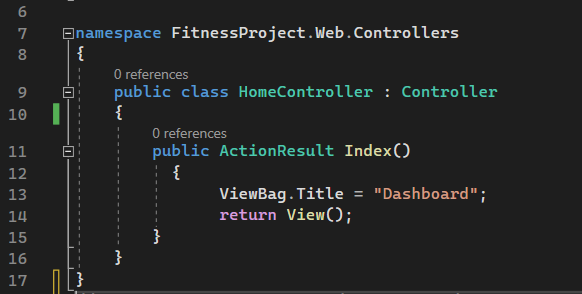 6
7 namespace FitnessProject.Web.Controllers
8 {
0 references
9 public class HomeController : Controller
10 {
0 references
11 public ActionResult Index()
12 {
13 ViewBag.Title = "Dashboard";
14 return View();
15 }
16 }
17 }